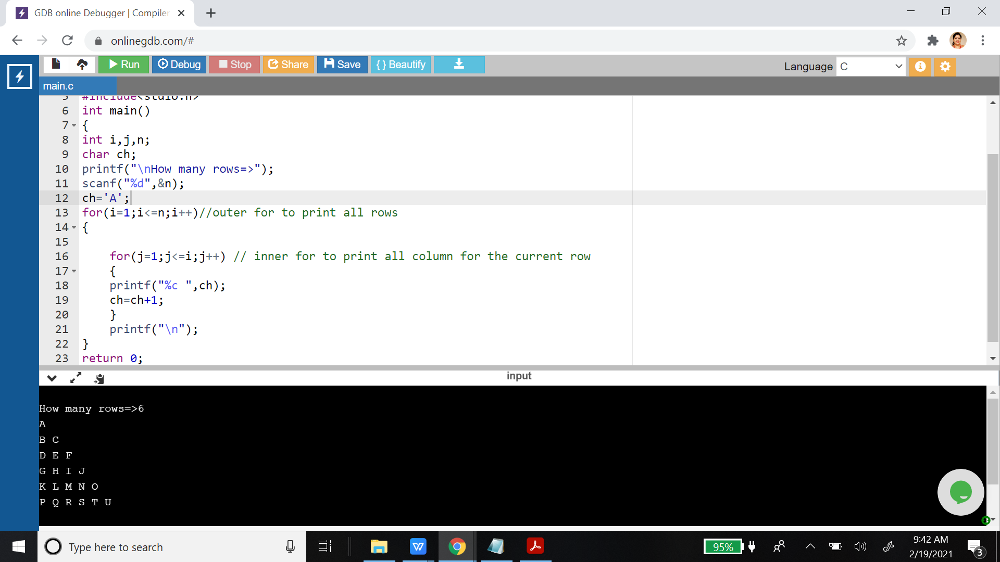 GDB online Debugger | Compiler
onlinegdb.com/#
Run Debug Stop Share Save { } Beautify Language C
main.c
5 #include<stdio.h>
6 int main()
7 {
8 int i,j,n;
9 char ch;
10 printf("\nHow many rows=>");
11 scanf("%d",&n);
12 ch='A';
13 for(i=1;i<=n;i++)//outer for to print all rows
14 {
15
16 for(j=1;j<=i;j++) // inner for to print all column for the current row
17 {
18 printf("%c ",ch);
19 ch=ch+1;
20 }
21 printf("\n");
22 }
23 return 0;
input
How many rows=>6
A
B C
D E F
G H I J
K L M N O
P Q R S T U
Type here to search
95%
9:42 AM
2/19/2021
3